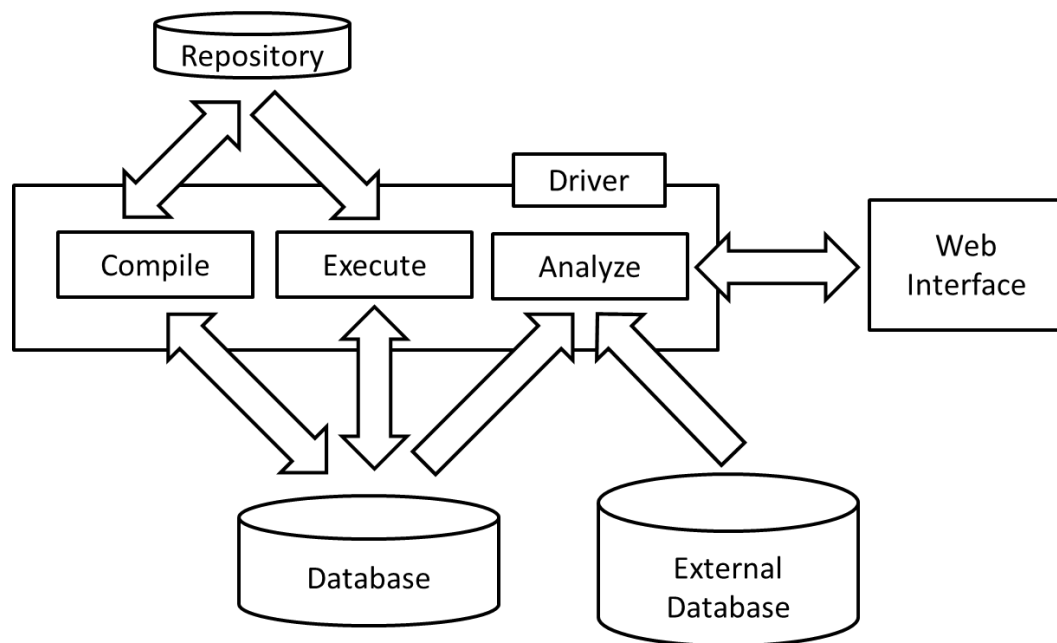 Repository
Driver
Compile
Execute
Analyze
Web
Interface
Database
External
Database